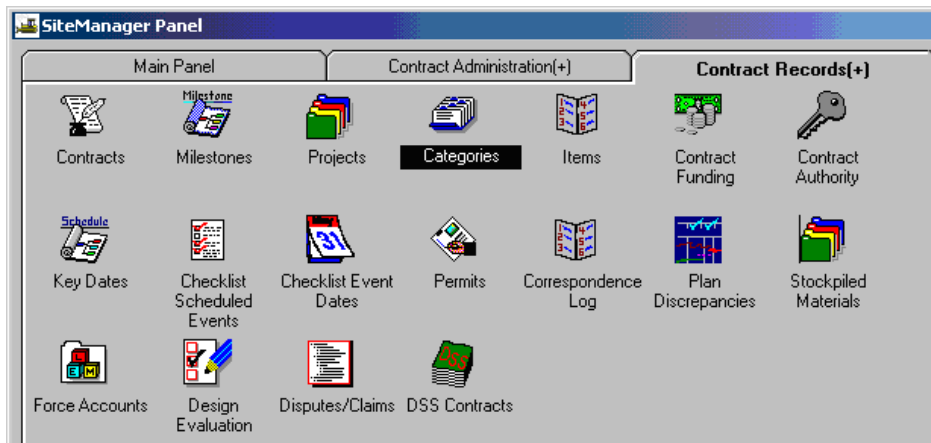 SiteManager Panel
Main Panel
Contract Administration(+)
Contract Records(+)
Milestone
Contracts
Milestones
Projects
Categories
Items
Contract
Funding
Contract
Authority
Schedule
May
31
Key Dates
Checklist
Scheduled
Events
Checklist Event
Dates
Permits
Correspondence
Log
Plan
Discrepancies
Stockpiled
Materials
L
E M
DSS
Force Accounts
Design
Evaluation
Disputes/Claims
DSS Contracts